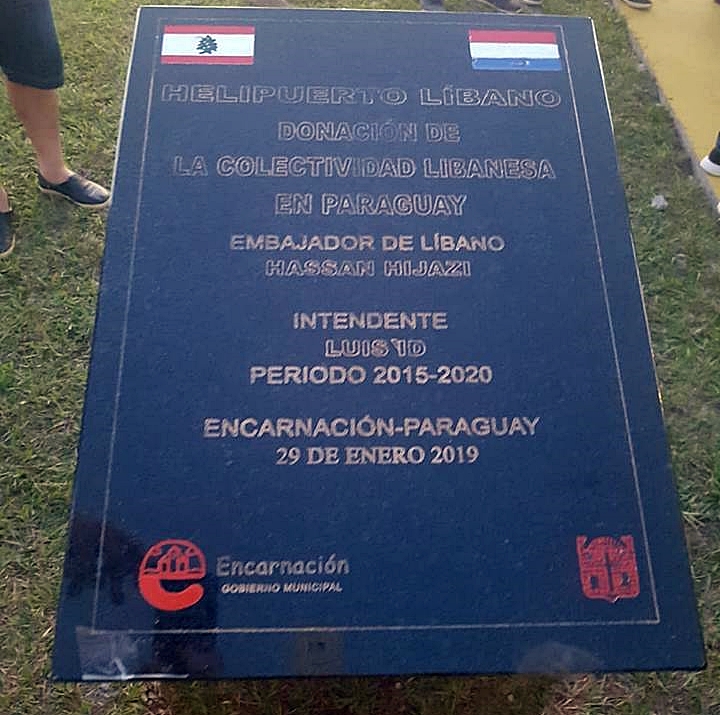 HELIPUERTO LÍBANO
DONACIÓN DE
LA COLECTIVIDAD LIBANESA
EN PARAGUAY
EMBAJADOR DE LÍBANO
HASSAN HIJAZI
INTENDENTE
LUIS YD
PERIODO 2015-2020
ENCARNACIÓN-PARAGUAY
29 DE ENERO 2019
Encarnación
GOBIERNO MUNICIPAL